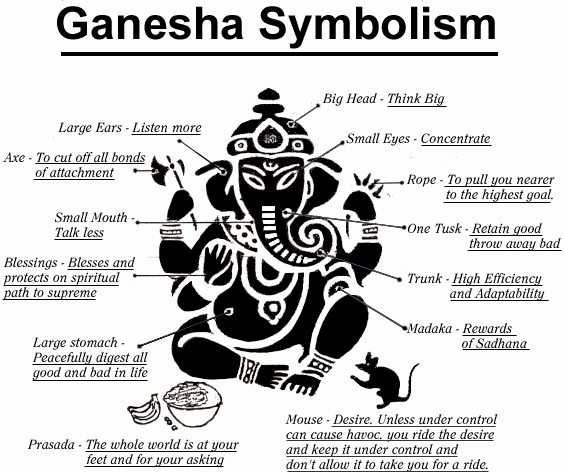 Ganesha Symbolism
Big Head - Think Big
Large Ears - Listen more
Small Eyes - Concentrate
Axe - To cut off all bonds
of attachment
Rope - To pull you nearer
to the highest goal.
Small Mouth -
Talk less
One Tusk - Retain good
throw away bad
Blessings - Blesses and
protects on spiritual
path to supreme
Trunk - High Efficiency
and Adaptability
Madaka - Rewards
of Sadhana
Large stomach -
Peacefully digest all
good and bad in life
Mouse - Desire. Unless under control
can cause havoc. you ride the desire
and keep it under control and
don't allow it to take you for a ride.
Prasada - The whole world is at your
feet and for your asking